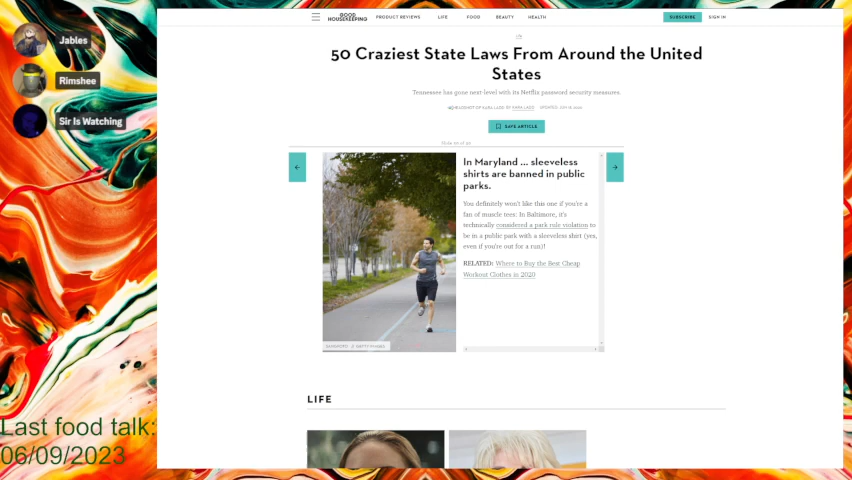 Jables
Rimshee
Sir Is Watching
Last food talk:
06/09/2023
GOOD
HOUSEKEEPING
PRODUCT REVIEWS
LIFE
FOOD
BEAUTY
HEALTH
SUBSCRIBE
SIGN IN
50 Craziest State Laws From Around the United
States
Tennessee has gone next-level with its Netflix password security measures.
BY KARA LADD
SAVE ARTICLE
In Maryland ... sleeveless
shirts are banned in public
parks.
You definitely won't like this one if you're a
fan of muscle tees: In Baltimore, it's
technically considered a park rule violation to
be in a public park with a sleeveless shirt (yes,
even if you're out for a run)!
RELATED: Where to Buy the Best Cheap
Workout Clothes in 2020
GETTY IMAGES
LIFE